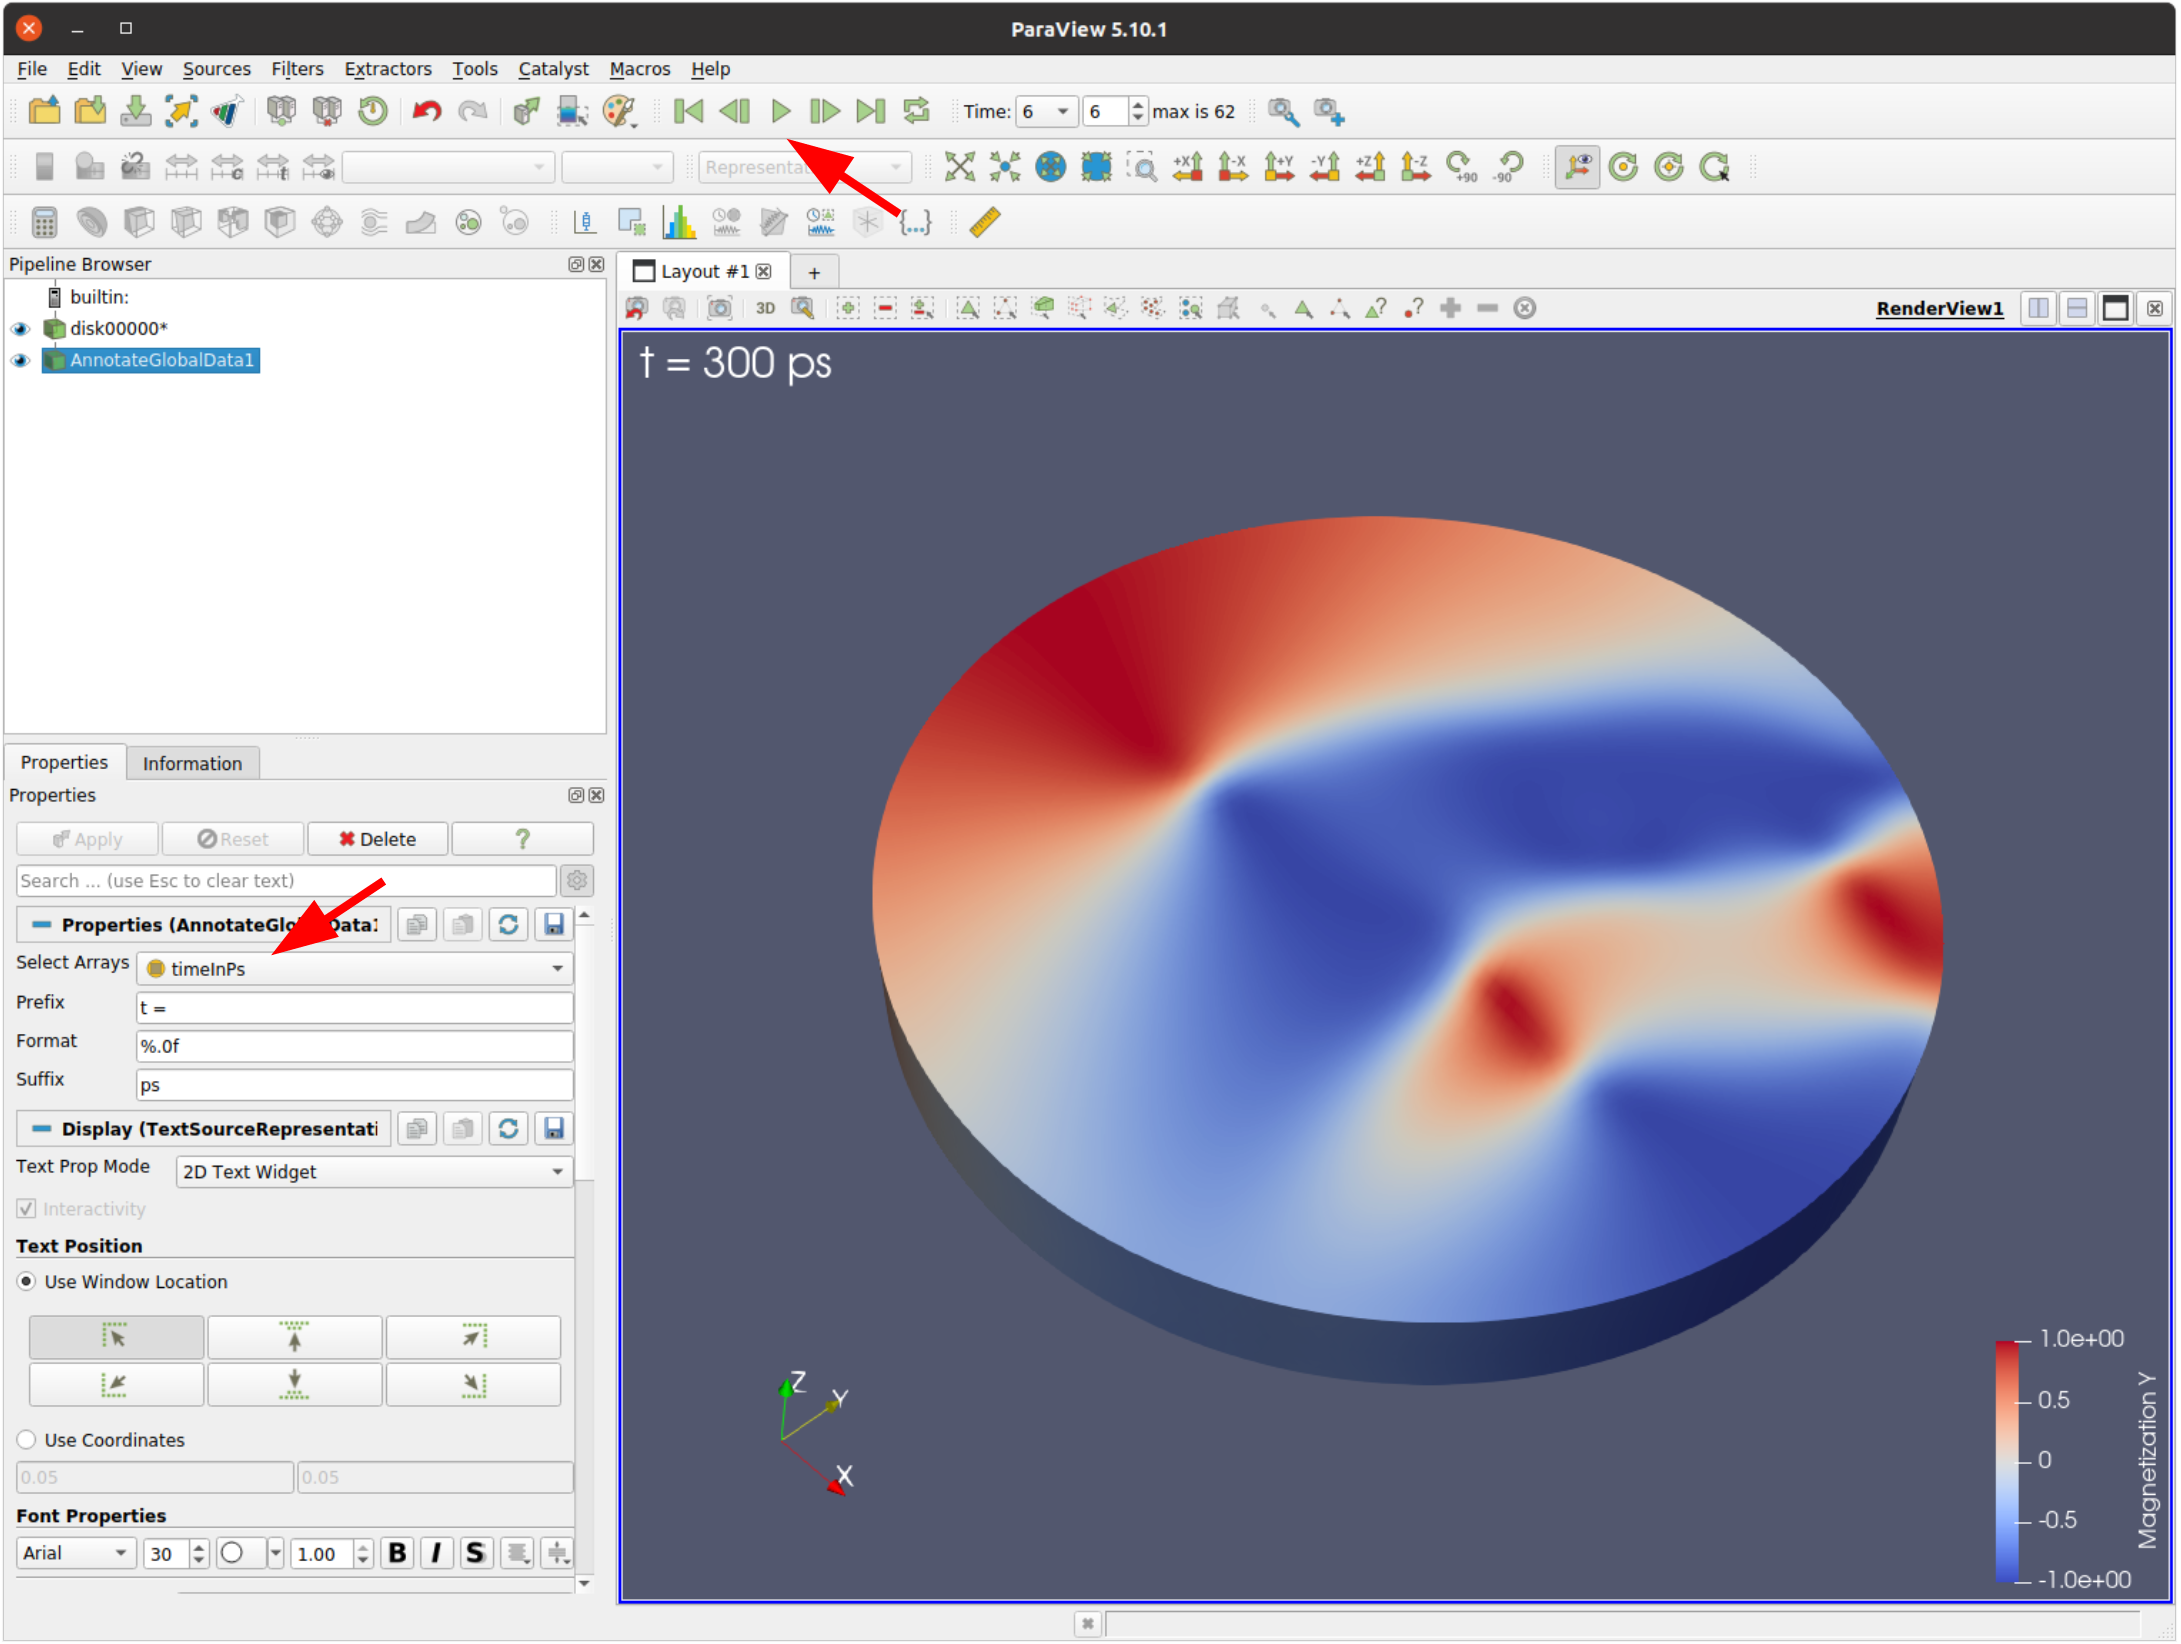 ParaView 5.10.1
File Edit View Sources Filters Extractors Tools Catalyst Macros Help
Time: 6 6 max is 62
+X -X +Y -Y +Z -Z +90 -90
Pipeline Browser
builtin:
disk00000*
AnnotateGlobalData1
Layout #1 +
3D
RenderView1
t = 300 ps
Properties Information
Properties
Apply Reset Delete ?
Search ... (use Esc to clear text)
Properties (AnnotateGlo Data1
Select Arrays timeInPs
Prefix t =
Format %.0f
Suffix ps
Display (TextSourceRepresentati
Text Prop Mode 2D Text Widget
Interactivity
Text Position
Use Window Location
Use Coordinates
0.05 0.05
Font Properties
Arial 30 1.00 B I S
Z
Y
X
1.0e+00
0.5
0
-0.5
-1.0e+00
Magnetization Y